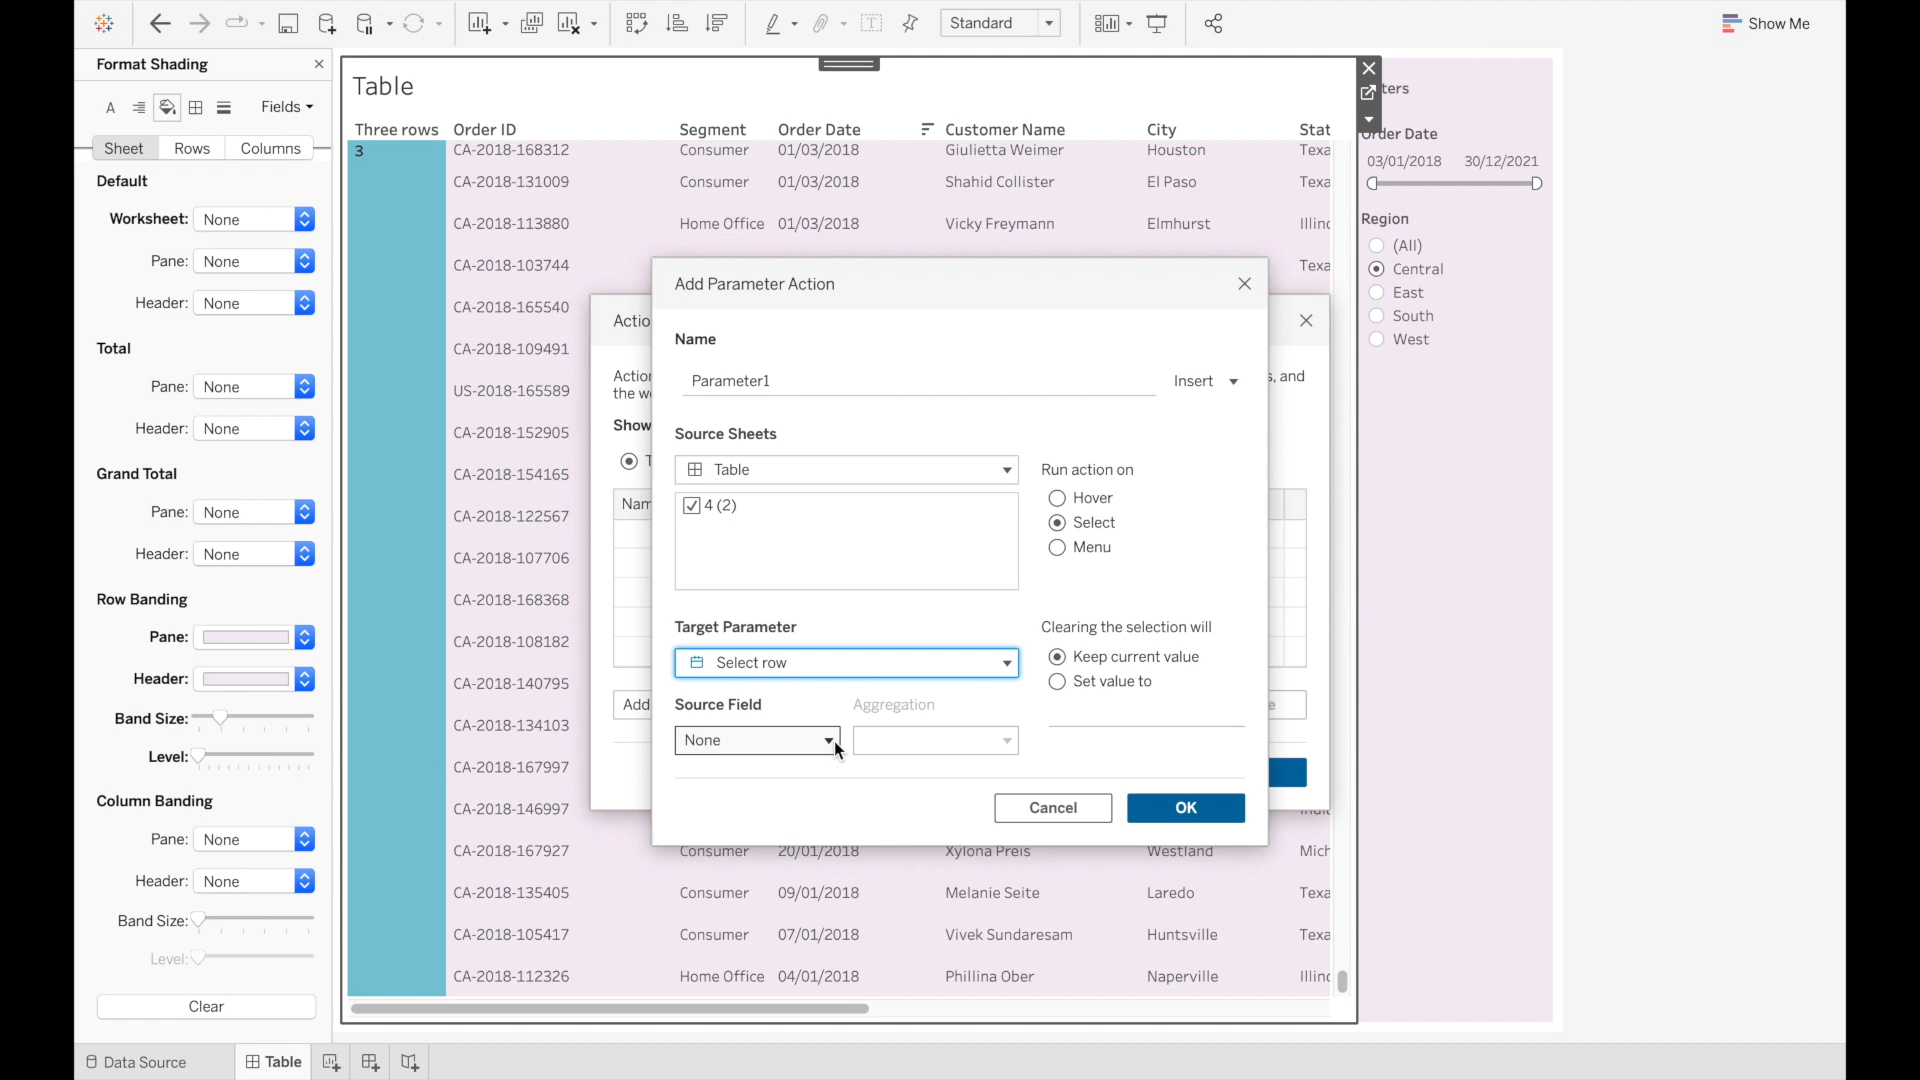 Standard
Show Me
Format Shading
Fields
Sheet Rows Columns
Default
Worksheet: None
Pane: None
Header: None
Total
Pane: None
Header: None
Grand Total
Pane: None
Header: None
Row Banding
Pane:
Header:
Band Size:
Level:
Column Banding
Pane: None
Header: None
Band Size:
Level:
Clear
Table
Three rows Order ID Segment Order Date Customer Name City Stat
3 CA-2018-168312 Consumer 01/03/2018 Giulietta Weimer Houston Texa
CA-2018-131009 Consumer 01/03/2018 Shahid Collister El Paso Texa
CA-2018-113880 Home Office 01/03/2018 Vicky Freymann Elmhurst Illinc
CA-2018-103744 Texa
CA-2018-165540
CA-2018-109491
US-2018-165589
CA-2018-152905
CA-2018-154165
CA-2018-122567
CA-2018-107706
CA-2018-168368
CA-2018-108182
CA-2018-140795
CA-2018-134103
CA-2018-167997
CA-2018-146997
CA-2018-167927 Consumer 20/01/2018 Xylona Preis Westland Mich
CA-2018-135405 Consumer 09/01/2018 Melanie Seite Laredo Texa
CA-2018-105417 Consumer 07/01/2018 Vivek Sundaresam Huntsville Texa
CA-2018-112326 Home Office 04/01/2018 Phillina Ober Naperville Illinc
Actio
Action
s, and
the wo
Show
T
Nam
Add
e
Add Parameter Action
Name
Parameter1
Insert
Source Sheets
Table
4 (2)
Run action on
Hover
Select
Menu
Target Parameter
Select row
Clearing the selection will
Keep current value
Set value to
Source Field Aggregation
None
Cancel OK
ters
Order Date
03/01/2018 30/12/2021
Region
(All)
Central
East
South
West
Data Source Table